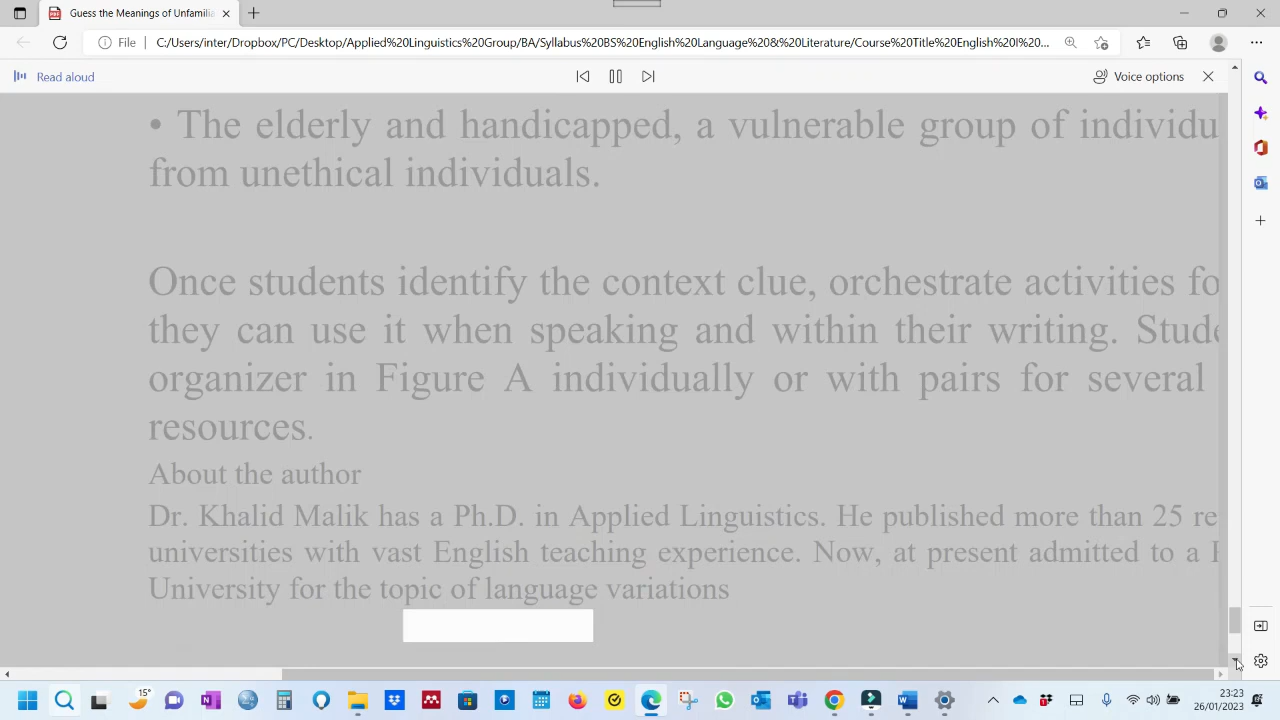 Guess the Meanings of Unfamilia
File
C:/Users/inter/Dropbox/PC/Desktop/Applied%20Linguistics%20Group/BA/Syllabus%20BS%20English%20Language%20&%20Literature/Course%20Title%20English%20I%20...
Read aloud
Voice options
• The elderly and handicapped, a vulnerable group of individu
from unethical individuals.
Once students identify the context clue, orchestrate activities fo
they can use it when speaking and within their writing. Stude
organizer in Figure A individually or with pairs for several
resources.
About the author
Dr. Khalid Malik has a Ph.D. in Applied Linguistics. He published more than 25 re
universities with vast English teaching experience. Now, at present admitted to a
University for the topic of language variations
15°
23:23
26/01/2023